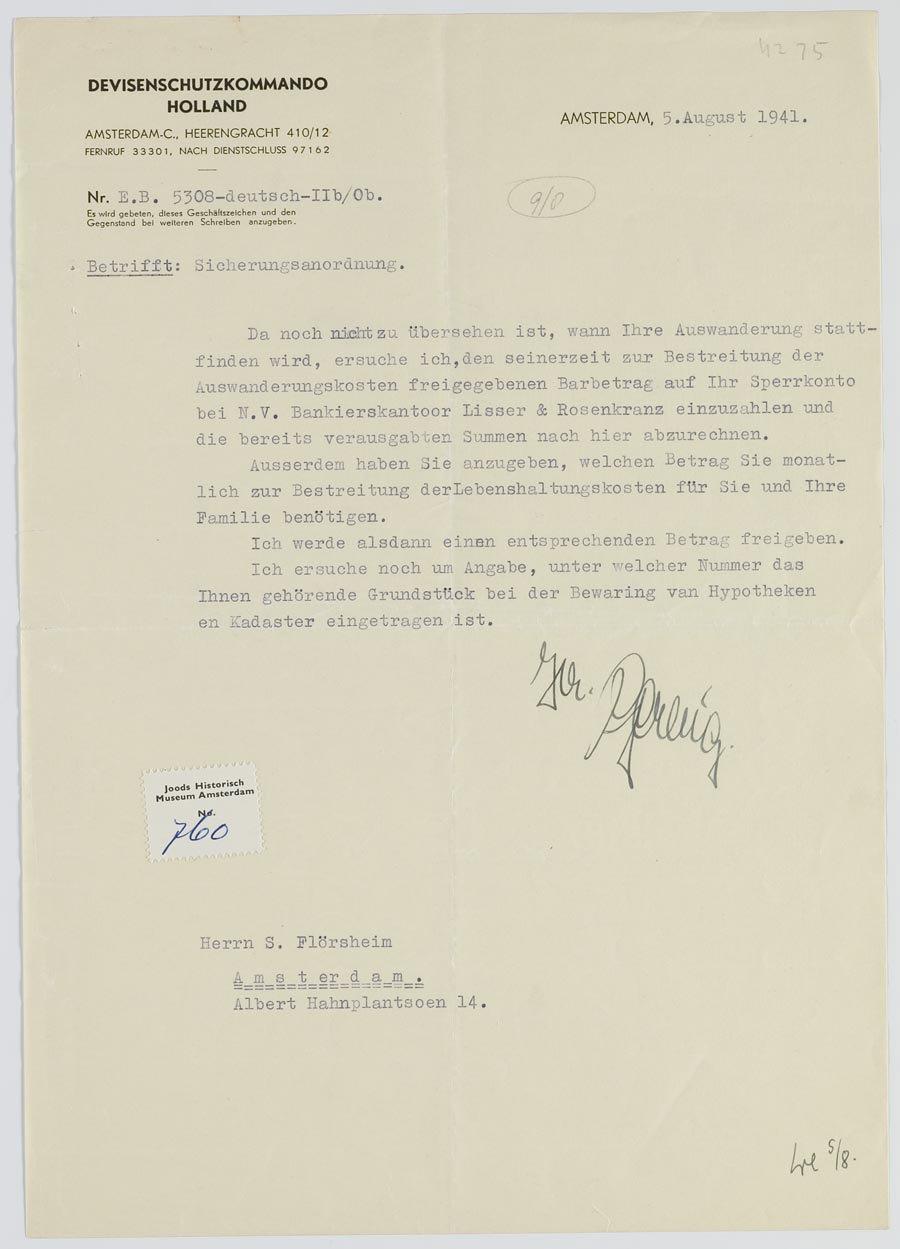 4275
DEVISENSCHUTZKOMMANDO
HOLLAND
AMSTERDAM-C., HEERENGRACHT 410/12
FERNRUF 33301, NACH DIENSTSCHLUSS 97162
AMSTERDAM, 5.August 1941.
Nr. E.B. 5308-deutsch-IIb/Ob.
Es wird gebeten, dieses Geschäftszeichen und den
Gegenstand bei weiteren Schreiben anzugeben.
Betrifft: Sicherungsanordnung.
Da noch nicht zu übersehen ist, wann Ihre Auswanderung statt-
finden wird, ersuche ich,den seinerzeit zur Bestreitung der
Auswanderungskosten freigegebenen Barbetrag auf Ihr Sperrkonto
bei N.V. Bankierskantoor Lisser & Rosenkranz einzuzahlen und
die bereits verausgabten Summen nach hier abzurechnen.
Ausserdem haben Sie anzugeben, welchen Betrag Sie monat-
lich zur Bestreitung derLebenshaltungskosten für Sie und Ihre
Familie benötigen.
Ich werde alsdann einen entsprechenden Betrag freigeben.
Ich ersuche noch um Angabe, unter welcher Nummer das
Ihnen gehörende Grundstück bei der Bewaring van Hypotheken
en Kadaster eingetragen ist.
Joods Historisch
Museum Amsterdam
No.
760
Herrn S. Flörsheim
Amsterdam.
Albert Hahnplantsoen 14.
5/8.